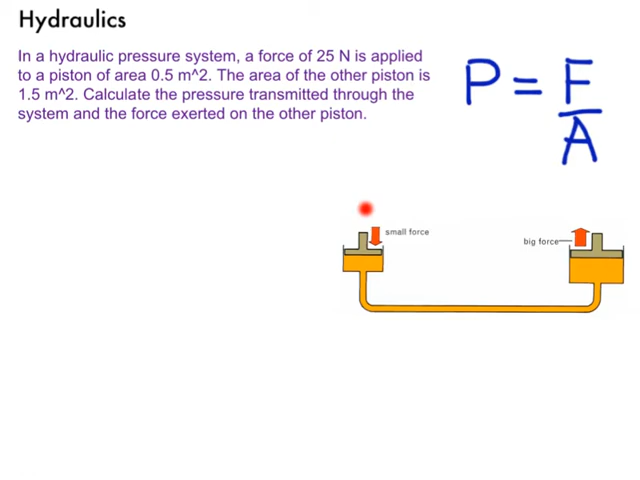 Hydraulics
In a hydraulic pressure system, a force of 25 N is applied
to a piston of area 0.5 m^2. The area of the other piston is
1.5 m^2. Calculate the pressure transmitted through the
system and the force exerted on the other piston.
P = F
A
small force
big force